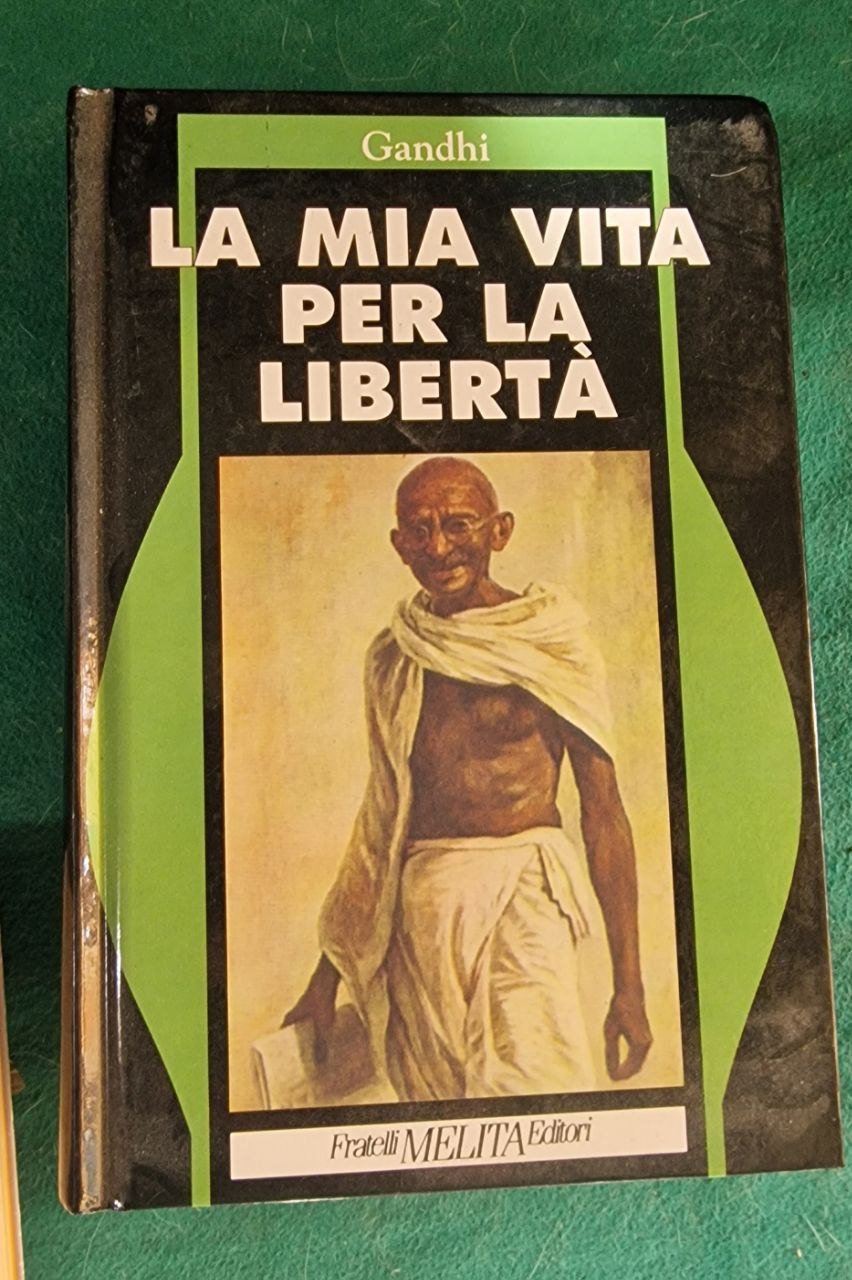 Gandhi
LA MIA VITA
PER LA
LIBERTÀ
Fratelli MELITA Editori